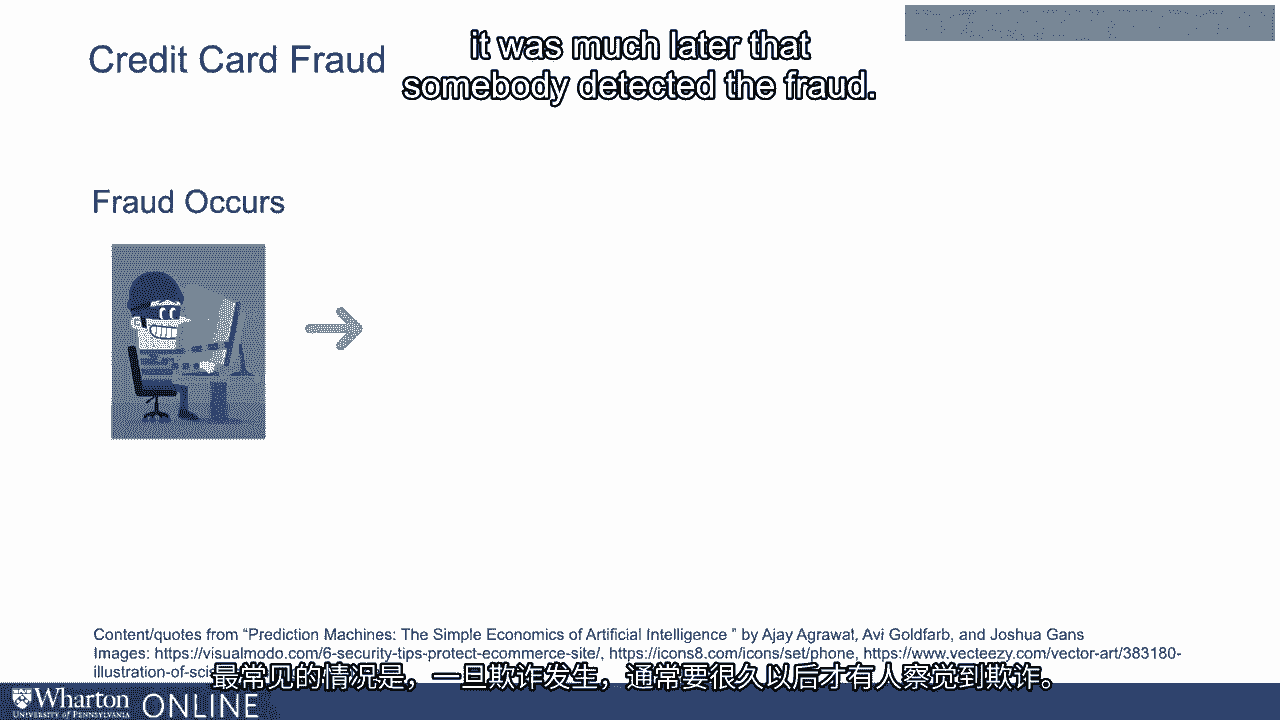 Credit Card Fraud
it was much later that
somebody detected the fraud.
Fraud Occurs
Content/quotes from “Prediction Machines: The Simple Economics of Artificial Intelligence ” by Ajay Agrawal, Avi Goldfarb, and Joshua Gans
Images: https://visualmodo.com/6-security-tips-protect-ecommerce-site/, https://icons8.com/icons/set/phone, https://www.vecteezy.com/vector-art/383180-
illustration-of-sci
最常见的情况是，一旦欺诈发生，通常要很久以后才有人察觉到欺诈。
Wharton
UNIVERSITY of PENNSYLVANIA
ONLINE